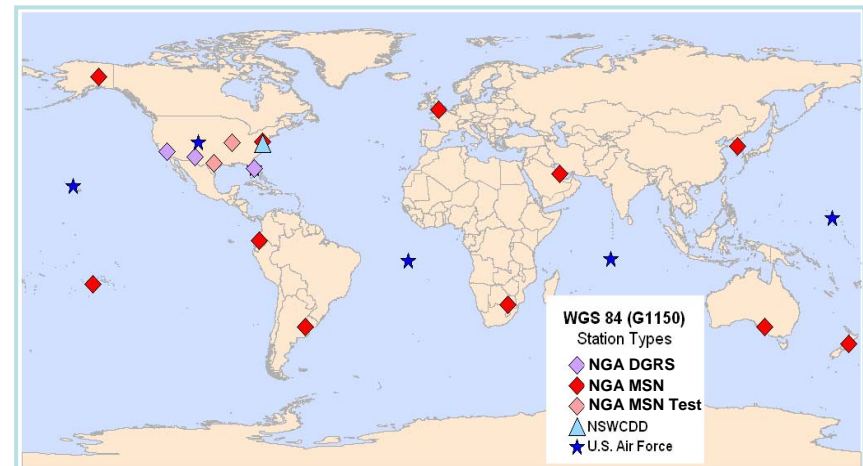 WGS 84 (G1150)
Station Types
NGA DGRS
NGA MSN
NGA MSN Test
NSWCDD
U.S. Air Force